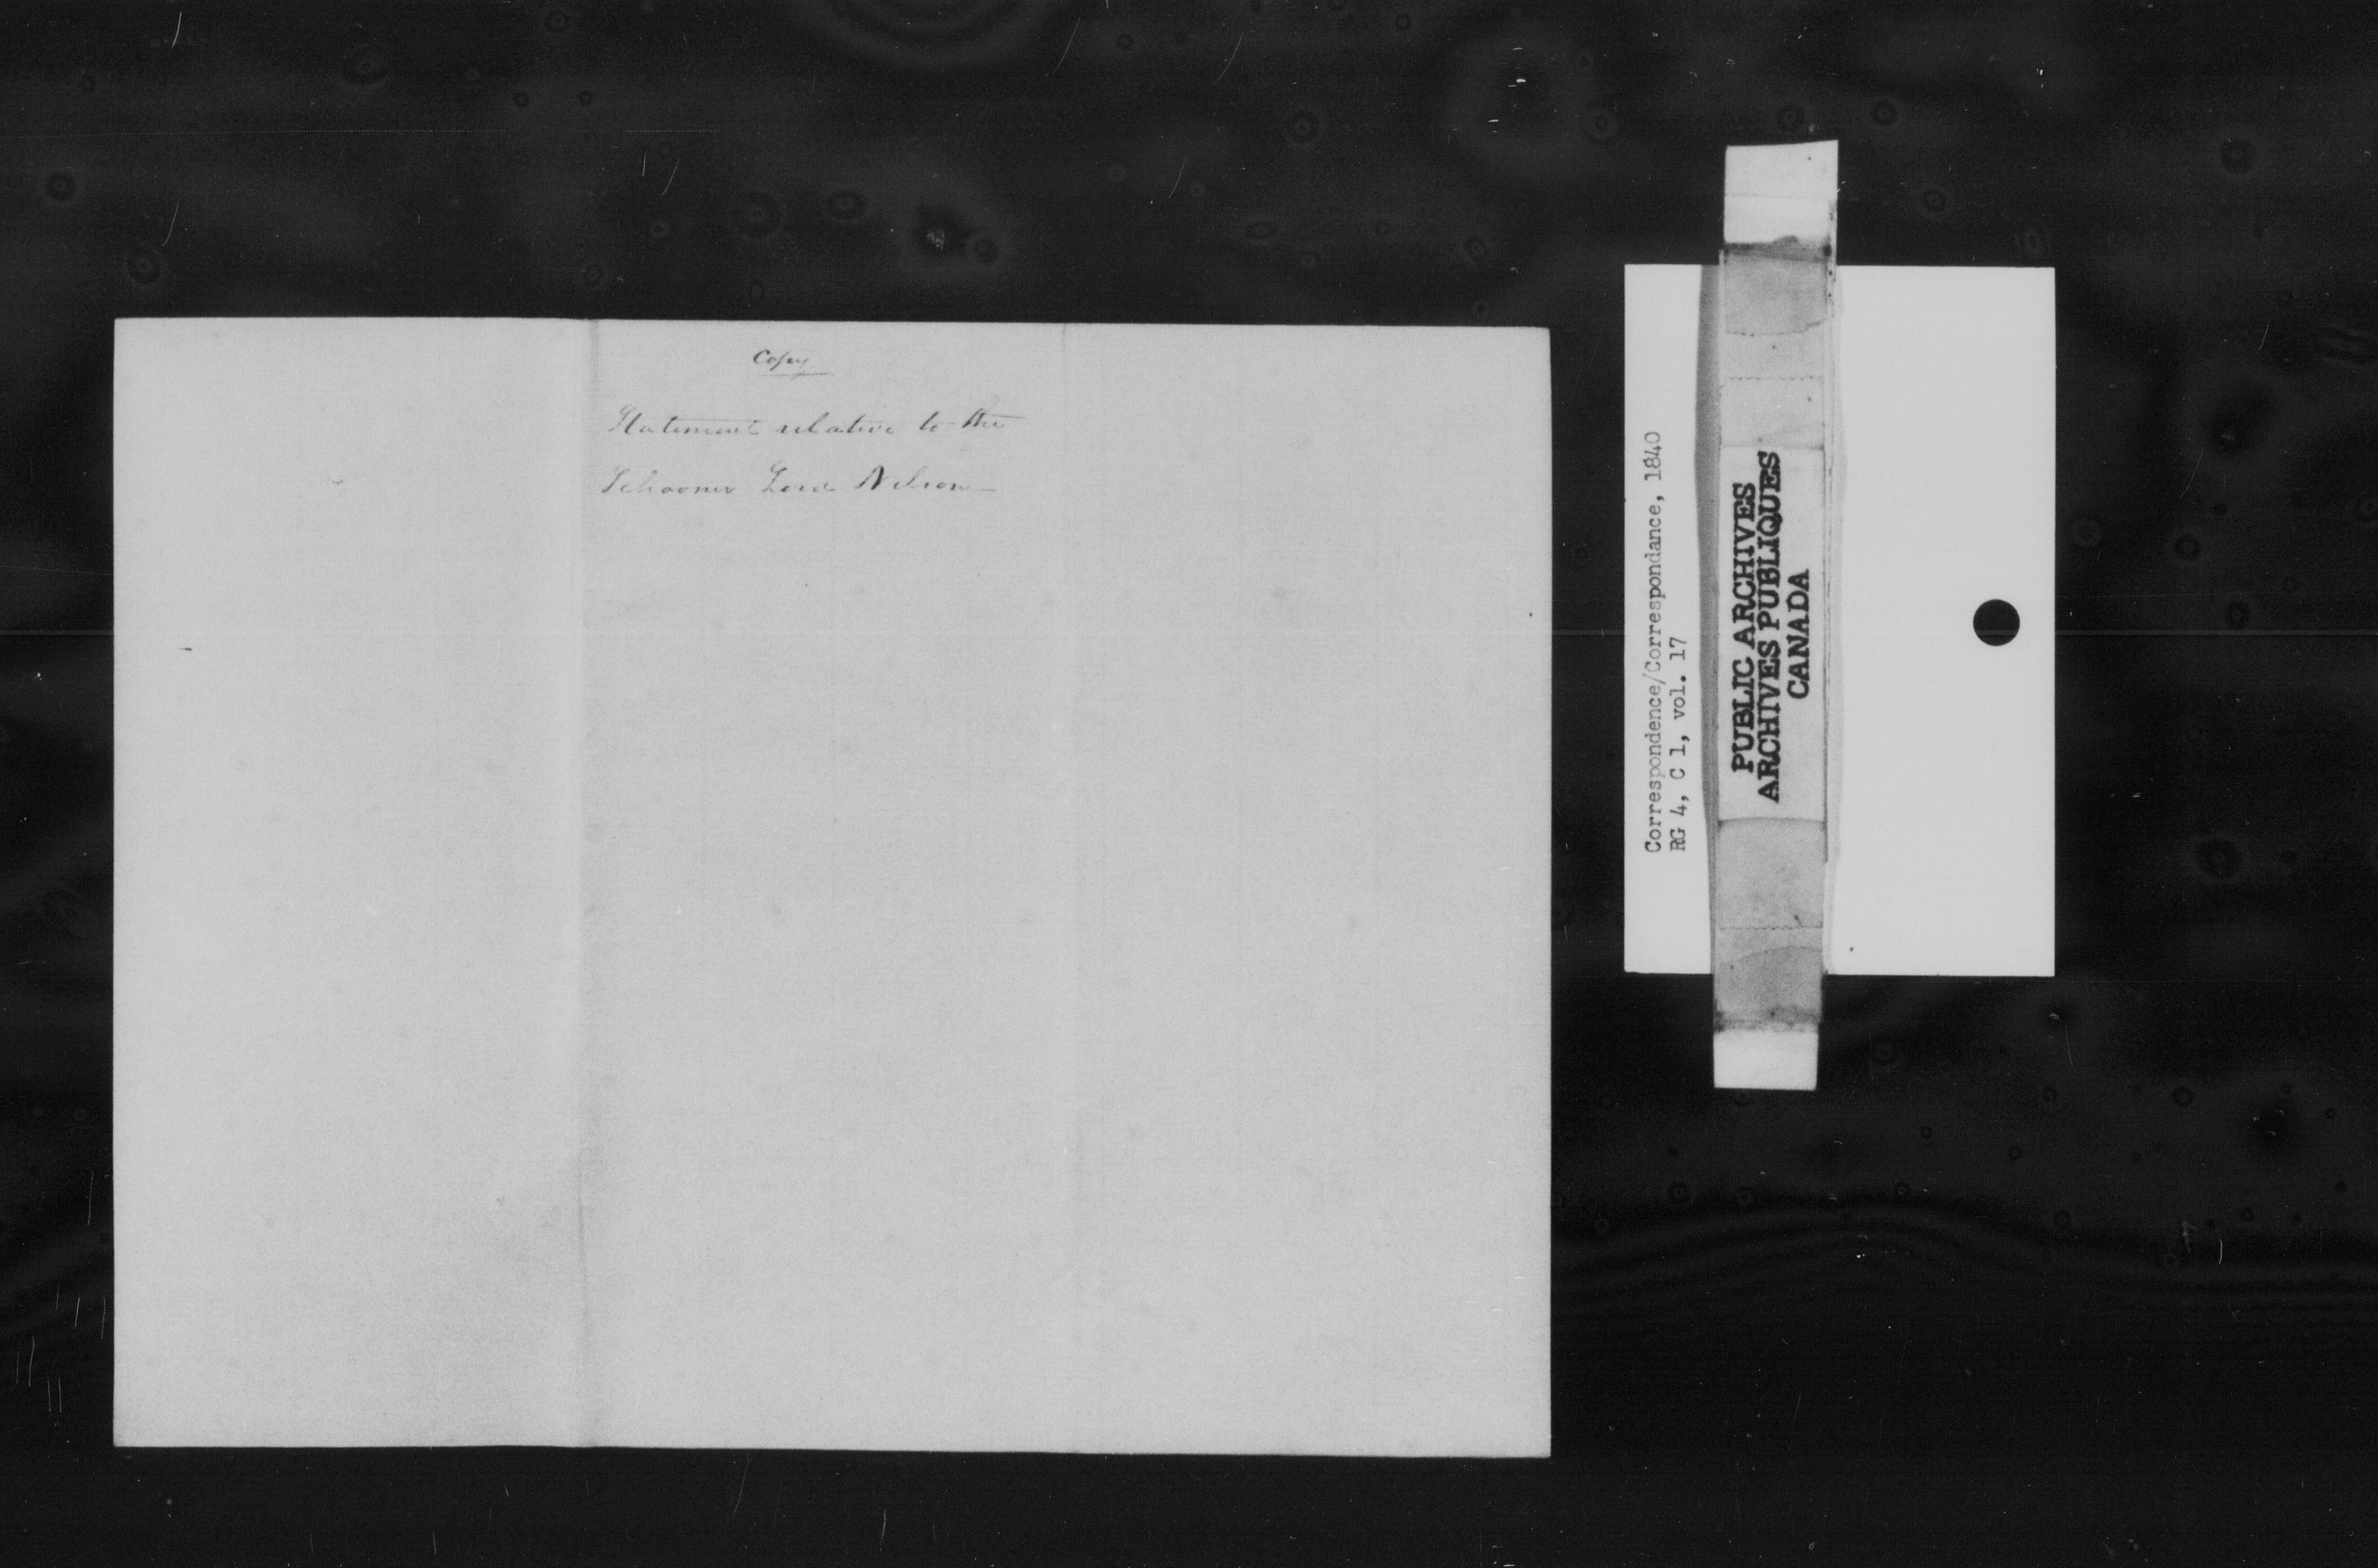 Copy
Statement relative to the
Schooner Lord Nelson
Correspondence/Correspondance, 1840
RG 4, C 1, vol. 17
PUBLIC ARCHIVES
ARCHIVES PUBLIQUES
CANADA